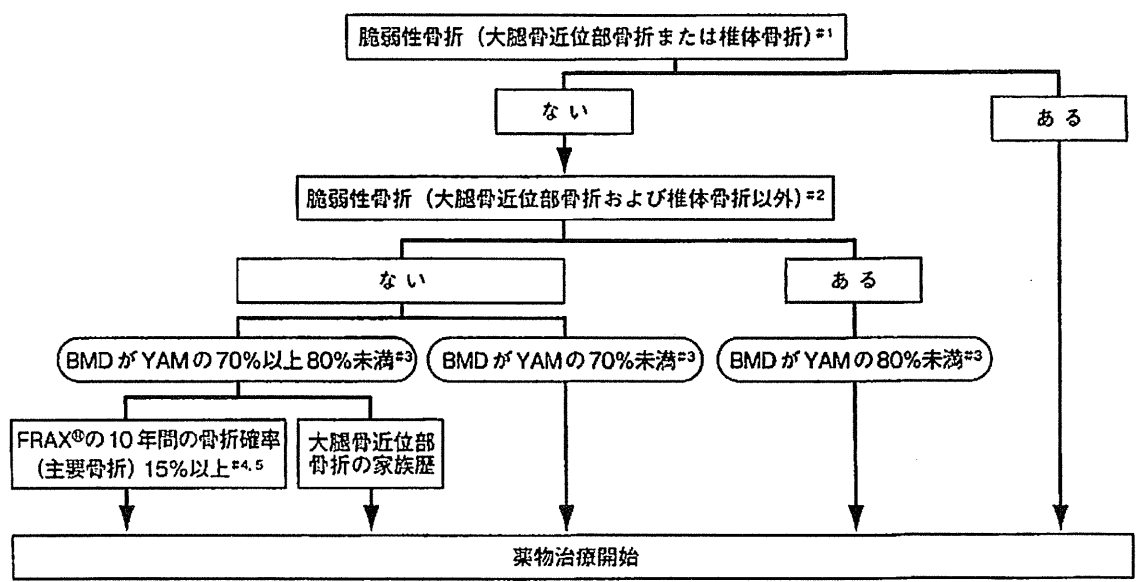 脆弱性骨折（大腿骨近位部骨折または椎体骨折）#1
ない
ある
脆弱性骨折（大腿骨近位部骨折および椎体骨折以外）#2
ない
ある
BMDがYAMの70%以上80%未満#3
BMDがYAMの70%未満#3
BMDがYAMの80%未満#3
FRAX®の10年間の骨折確率
（主要骨折）15%以上#4, 5
大腿骨近位部
骨折の家族歴
薬物治療開始